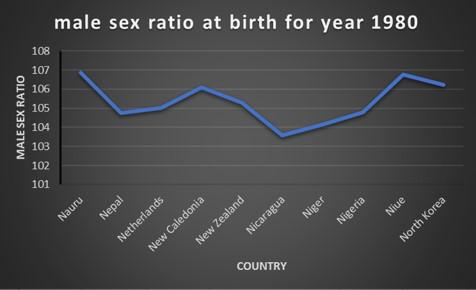 male sex ratio at birth for year 1980
MALE SEX RATIO
108
107
106
105
104
103
102
101
Nauru
Nepal
Netherlands
New Caledonia
New Zealand
Nicaragua
Niger
Nigeria
Niue
North Korea
COUNTRY